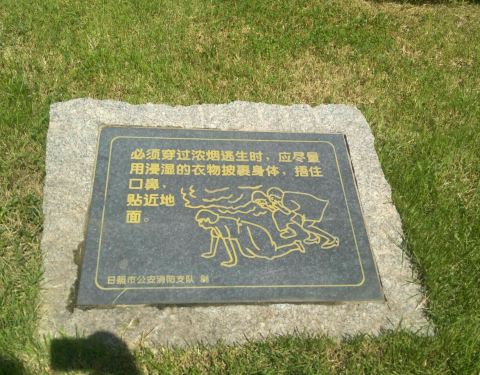 必须穿过浓烟逃生时，应尽量
用浸湿的衣物披裹身体，捂住
口鼻，
贴近地
面。
日照市公安消防支队 制